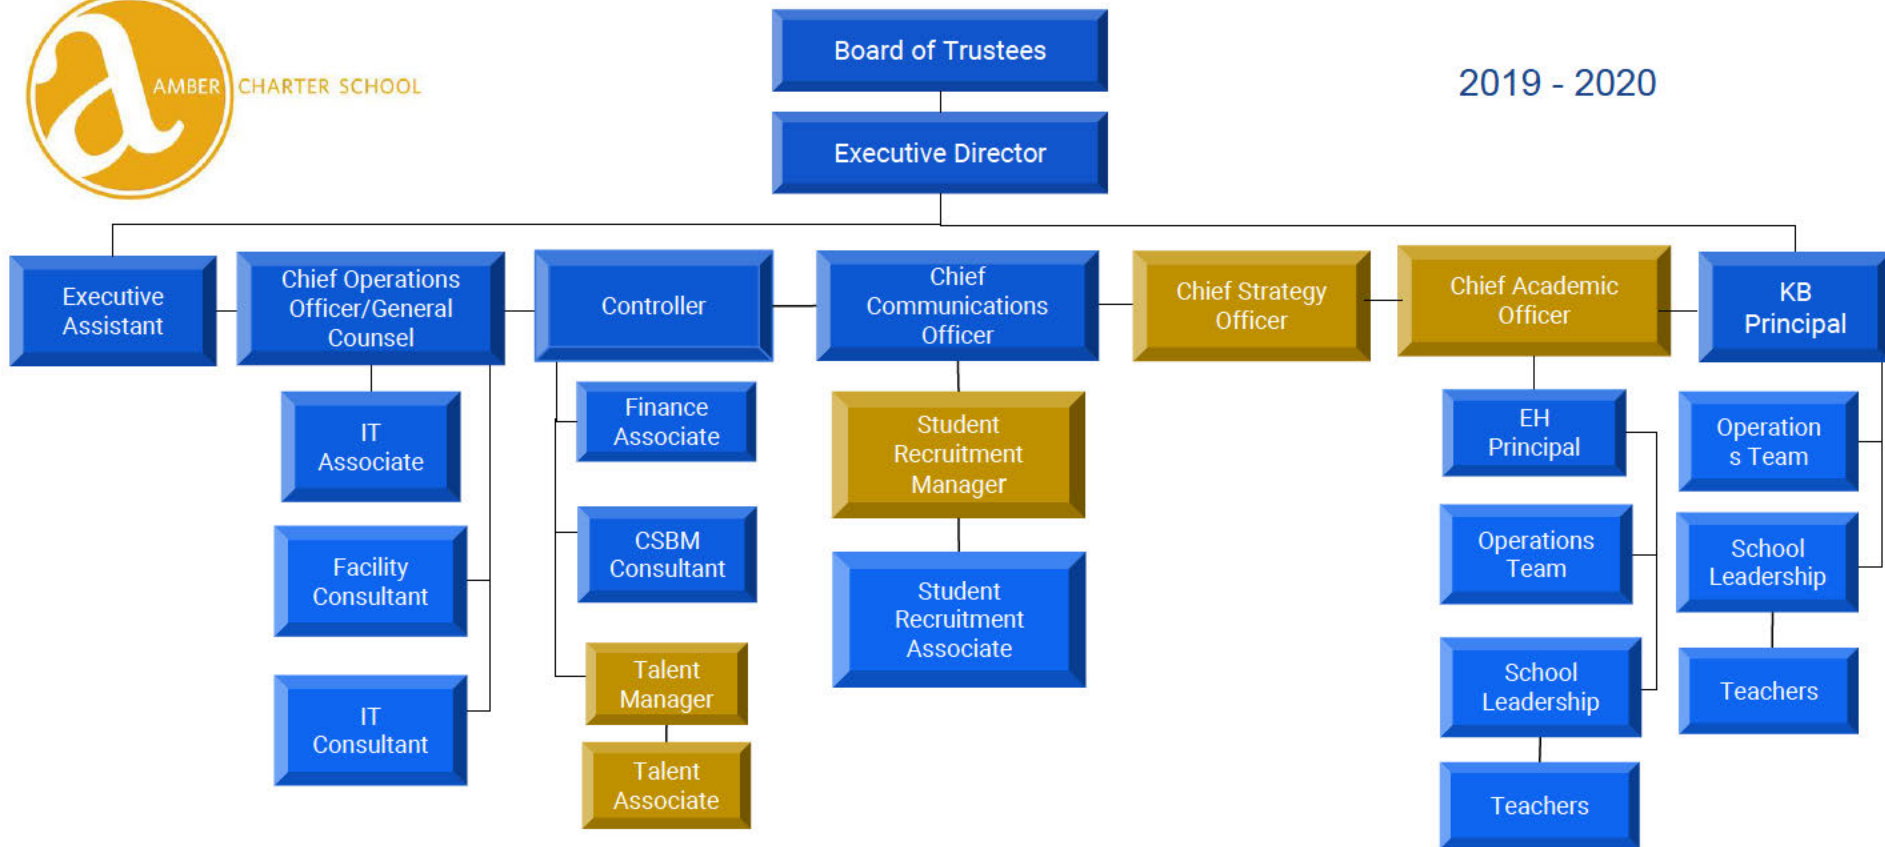 AMBER CHARTER SCHOOL
Board of Trustees
2019 - 2020
Executive Director
Executive
Assistant
Chief Operations
Officer/General
Counsel
Controller
Chief
Communications
Officer
Chief Strategy
Officer
Chief Academic
Officer
KB
Principal
IT
Associate
Facility
Consultant
IT
Consultant
Finance
Associate
CSBM
Consultant
Talent
Manager
Talent
Associate
Student
Recruitment
Manager
Student
Recruitment
Associate
EH
Principal
Operations
Team
School
Leadership
Teachers
Operation
s Team
School
Leadership
Teachers